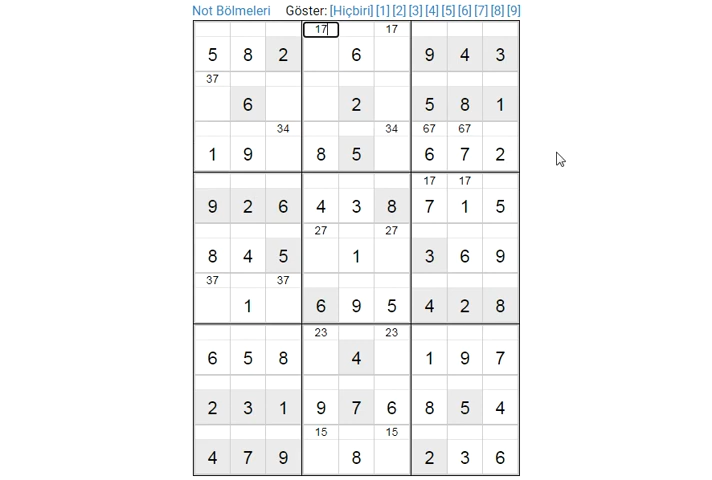 Not Bölmeleri Göster: [Hiçbiri] [1] [2] [3] [4] [5] [6] [7] [8] [9]
17 17
5 8 2 6 9 4 3
37
6 2 5 8 1
34 34 67 67
1 9 8 5 6 7 2
17 17
9 2 6 4 3 8 7 1 5
27 27
8 4 5 1 3 6 9
37 37
1 6 9 5 4 2 8
23 23
6 5 8 4 1 9 7
2 3 1 9 7 6 8 5 4
15 15
4 7 9 8 2 3 6